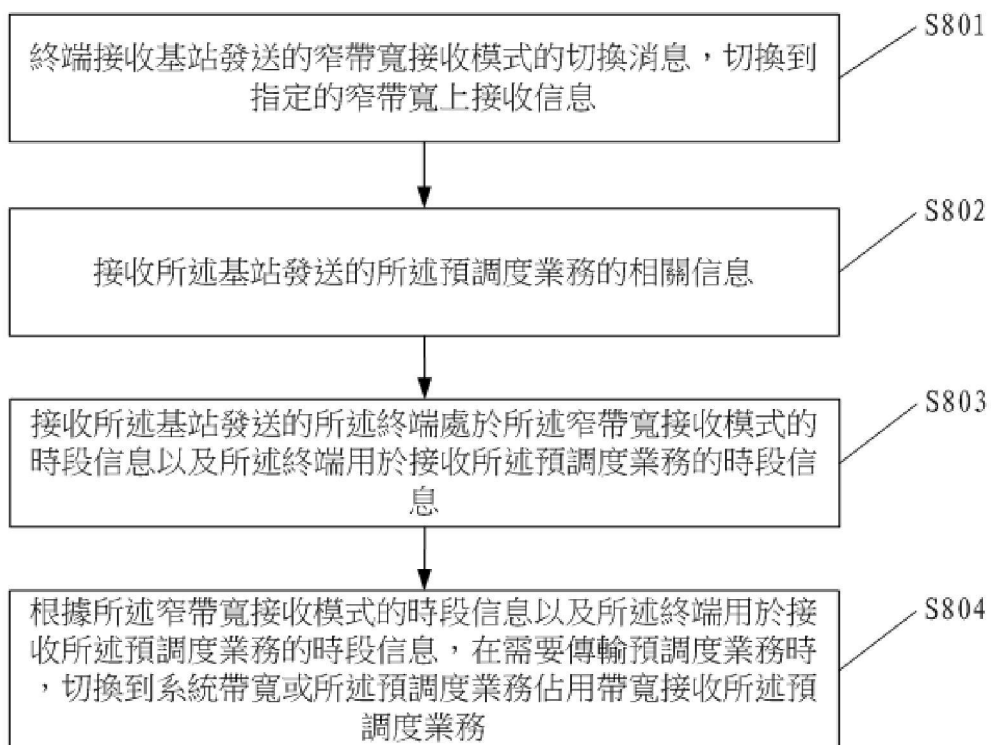 S801
終端接收基站發送的窄帶寬接收模式的切換消息，切換到
指定的窄帶寬上接收信息
S802
接收所述基站發送的所述預調度業務的相關信息
S803
接收所述基站發送的所述終端處於所述窄帶寬接收模式的
時段信息以及所述終端用於接收所述預調度業務的時段信
息
S804
根據所述窄帶寬接收模式的時段信息以及所述終端用於接
收所述預調度業務的時段信息，在需要傳輸預調度業務時
，切換到系統帶寬或所述預調度業務佔用帶寬接收所述預
調度業務